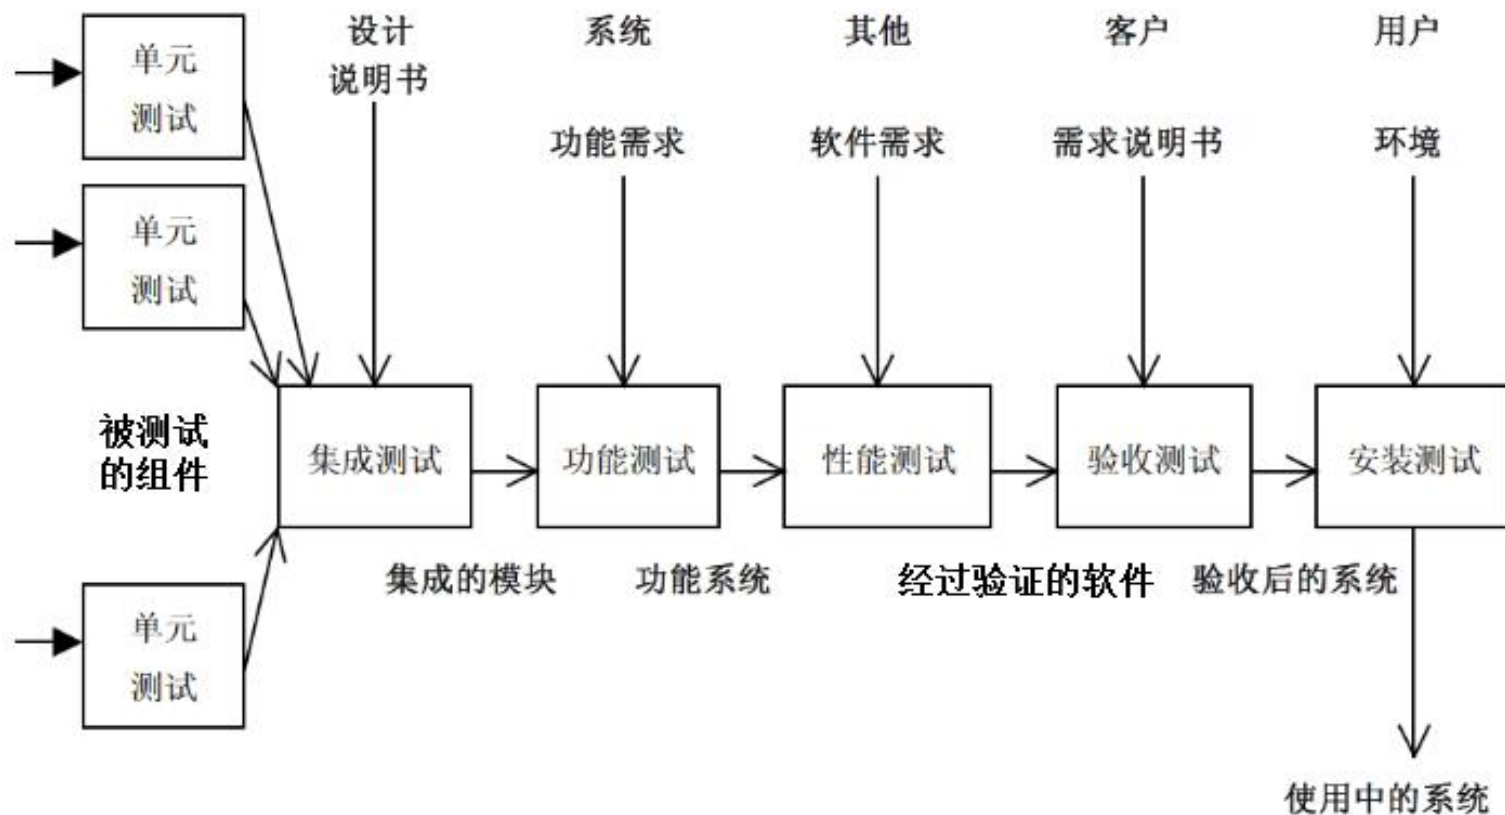 单元
测试
设计
说明书
系统
功能需求
其他
软件需求
客户
需求说明书
用户
环境
单元
测试
被测试
的组件
集成测试
功能测试
性能测试
验收测试
安装测试
集成的模块
功能系统
经过验证的软件
验收后的系统
单元
测试
使用中的系统